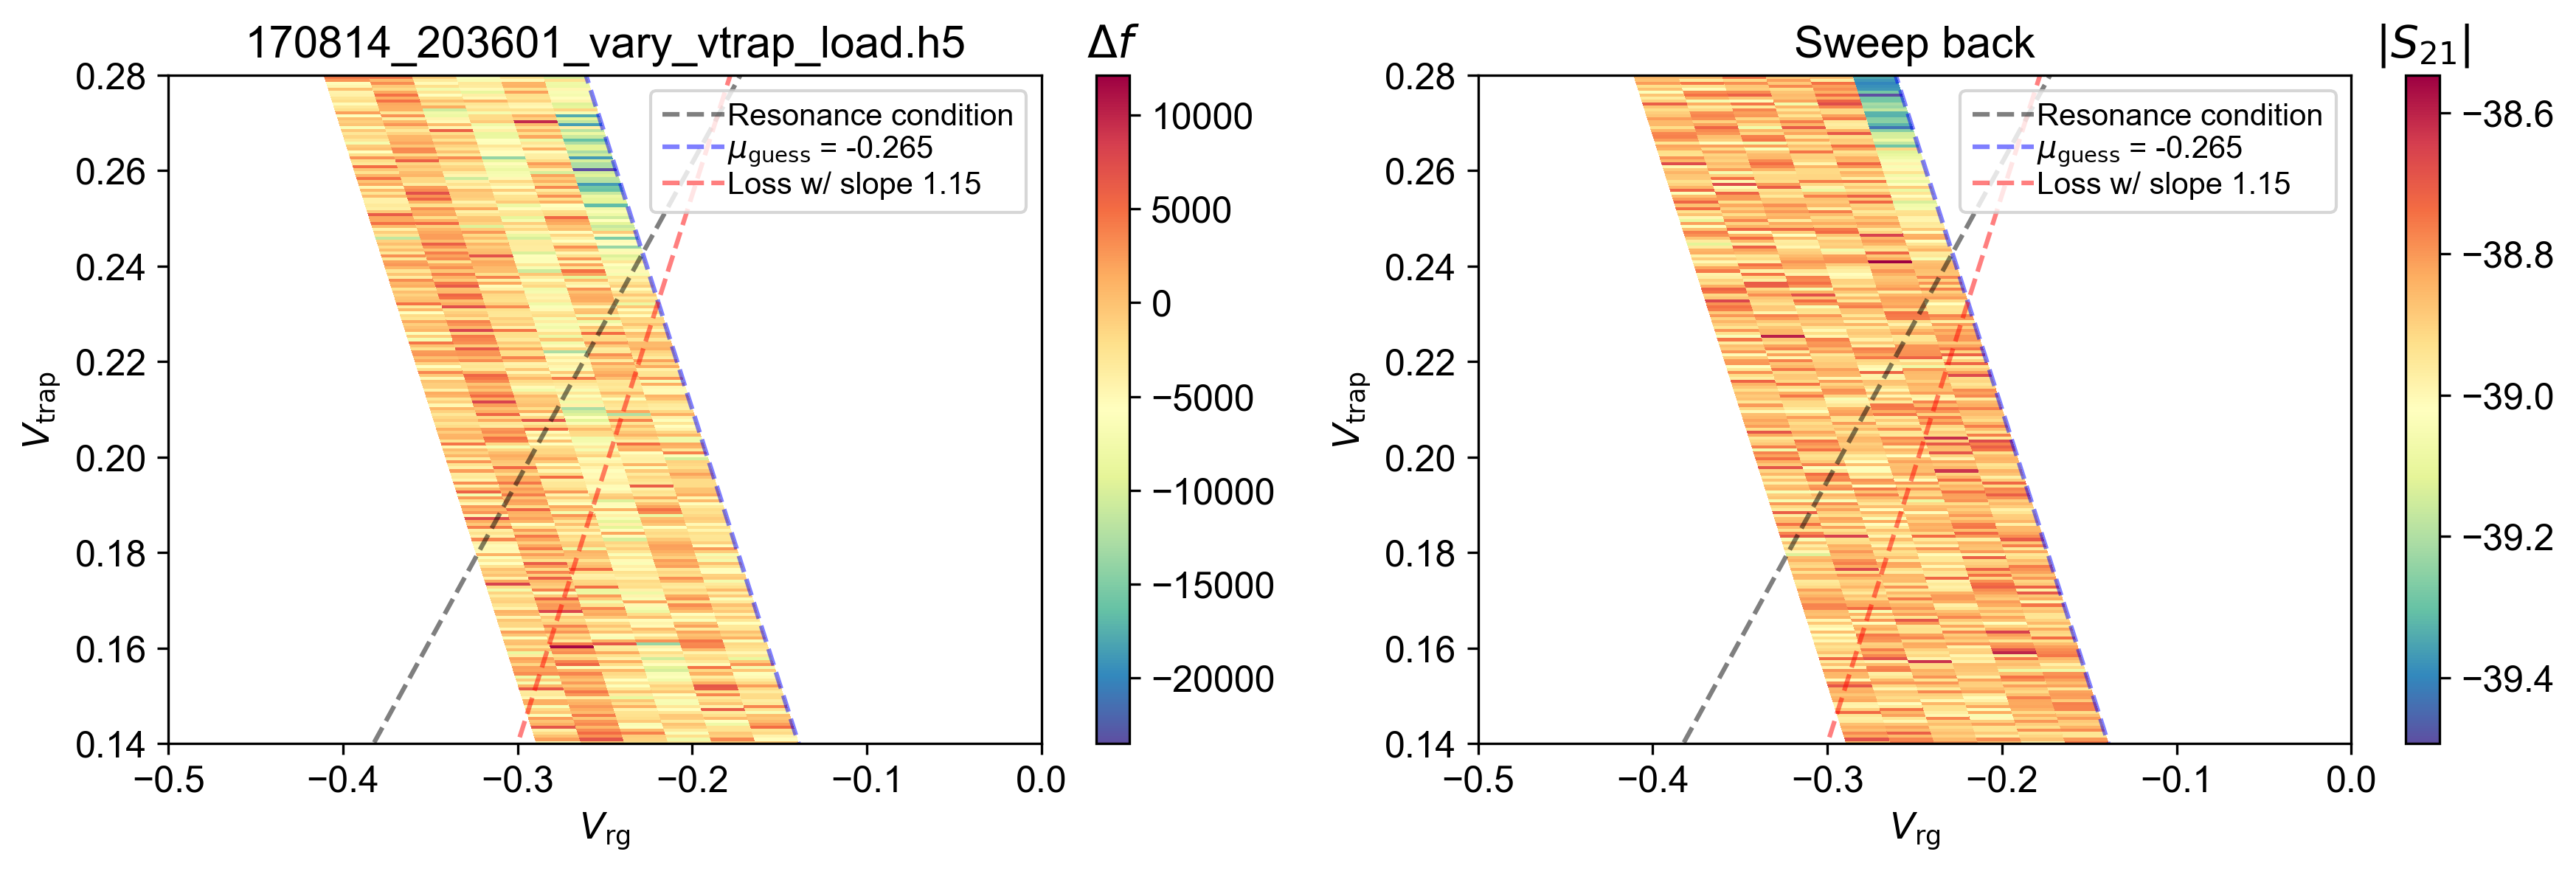 170814_203601_vary_vtrap_load.h5
Δf
0.28
0.26
0.24
0.22
0.20
0.18
0.16
0.14
V_trap
−0.5 −0.4 −0.3 −0.2 −0.1 0.0
V_rg
Resonance condition
μ_guess = -0.265
Loss w/ slope 1.15
10000
5000
0
−5000
−10000
−15000
−20000
Sweep back
|S_21|
0.28
0.26
0.24
0.22
0.20
0.18
0.16
0.14
V_trap
−0.5 −0.4 −0.3 −0.2 −0.1 0.0
V_rg
Resonance condition
μ_guess = -0.265
Loss w/ slope 1.15
−38.6
−38.8
−39.0
−39.2
−39.4